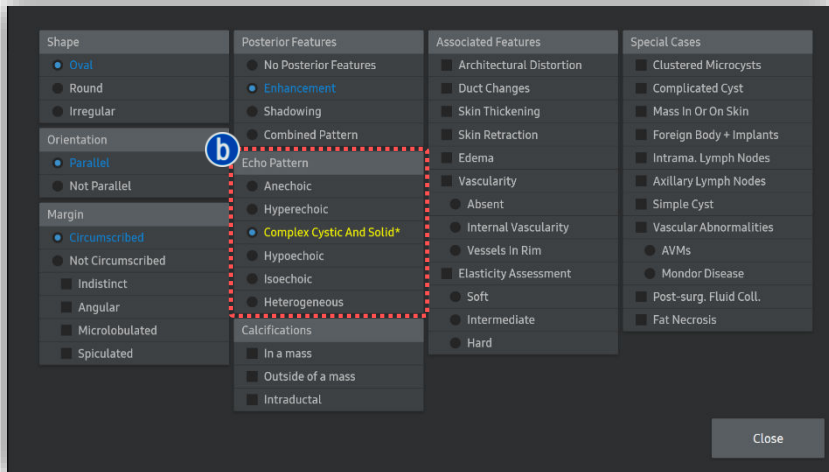 Shape
Oval
Round
Irregular
Orientation
Parallel
Not Parallel
Margin
Circumscribed
Not Circumscribed
Indistinct
Angular
Microlobulated
Spiculated
Posterior Features
No Posterior Features
Enhancement
Shadowing
Combined Pattern
b
Echo Pattern
Anechoic
Hyperechoic
Complex Cystic And Solid*
Hypoechoic
Isoechoic
Heterogeneous
Calcifications
In a mass
Outside of a mass
Intraductal
Associated Features
Architectural Distortion
Duct Changes
Skin Thickening
Skin Retraction
Edema
Vascularity
Absent
Internal Vascularity
Vessels In Rim
Elasticity Assessment
Soft
Intermediate
Hard
Special Cases
Clustered Microcysts
Complicated Cyst
Mass In Or On Skin
Foreign Body + Implants
Intrama. Lymph Nodes
Axillary Lymph Nodes
Simple Cyst
Vascular Abnormalities
AVMs
Mondor Disease
Post-surg. Fluid Coll.
Fat Necrosis
Close